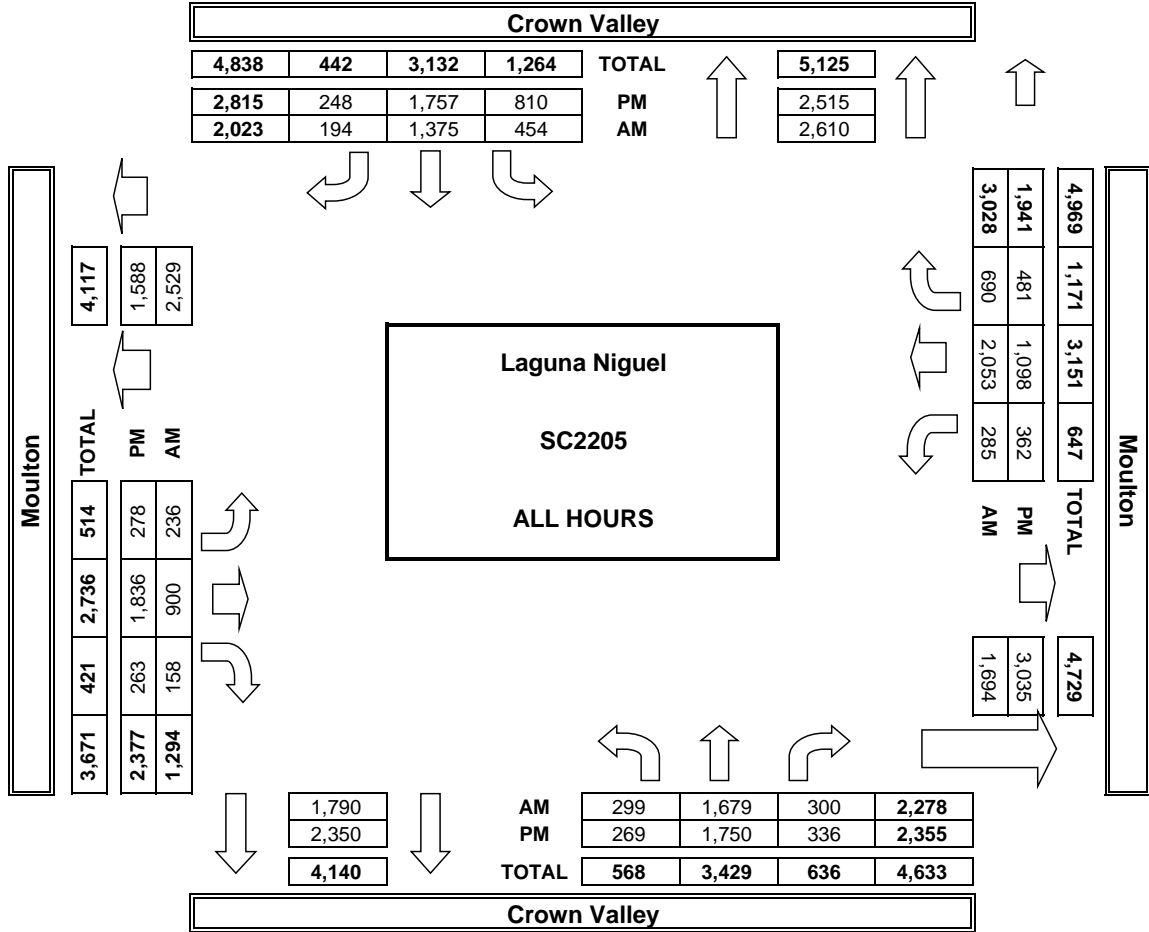 Crown Valley
4,838 442 3,132 1,264 TOTAL 5,125
2,815 248 1,757 810 PM 2,515
2,023 194 1,375 454 AM 2,610
Moulton
4,117
1,588
2,529
TOTAL 514 2,736 421 3,671
PM 278 1,836 263 2,377
AM 236 900 158 1,294
Laguna Niguel
SC2205
ALL HOURS
4,969 1,171 3,151 647 TOTAL 4,729
1,941 481 1,098 362 PM 3,035
3,028 690 2,053 285 AM 1,694
Moulton
1,790 AM 299 1,679 300 2,278
2,350 PM 269 1,750 336 2,355
4,140 TOTAL 568 3,429 636 4,633
Crown Valley